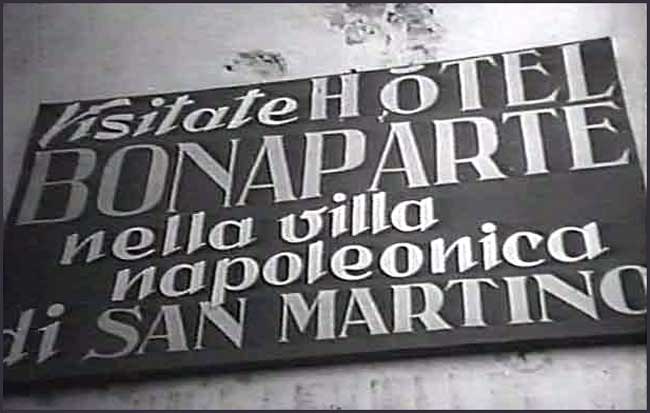 Visitate HÔTEL
BONAPARTE
nella villa
napoleonica
di SAN MARTINO